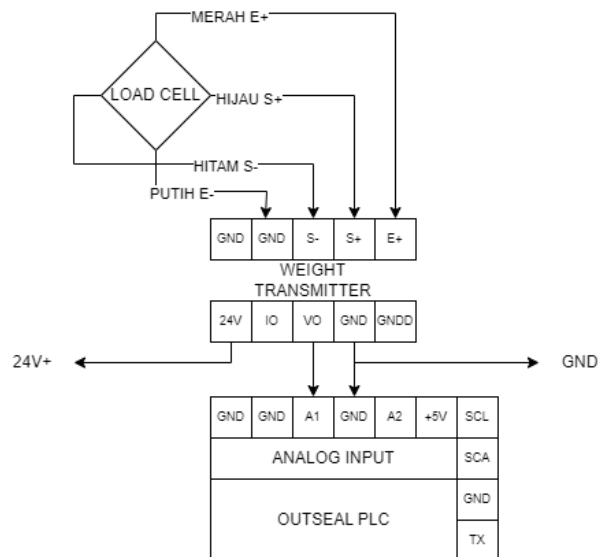 MERAH E+
LOAD CELL
HIJAU S+
HITAM S-
PUTIH E-
GND GND S- S+ E+
WEIGHT
TRANSMITTER
24V IO VO GND GNDD
24V+
GND
GND GND A1 GND A2 +5V SCL
ANALOG INPUT
SCA
GND
OUTSEAL PLC
TX